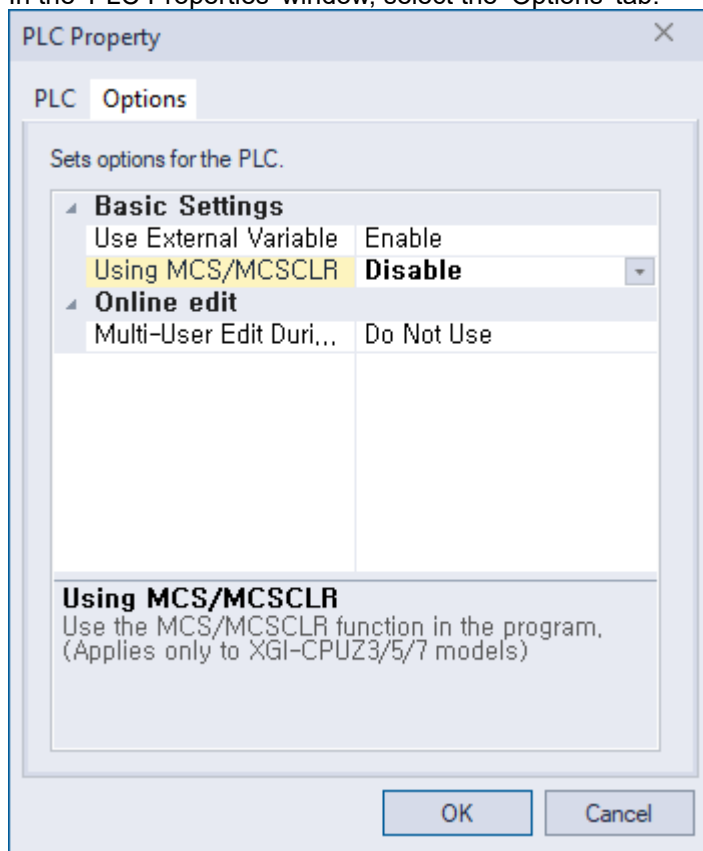 In the 'PLC Properties' window, select the 'Options' tab.
PLC Property
PLC Options
Sets options for the PLC.
Basic Settings
Use External Variable Enable
Using MCS/MCSCLR Disable
Online edit
Multi-User Edit Duri... Do Not Use
Using MCS/MCSCLR
Use the MCS/MCSCLR function in the program,
(Applies only to XGI-CPUZ3/5/7 models)
OK Cancel